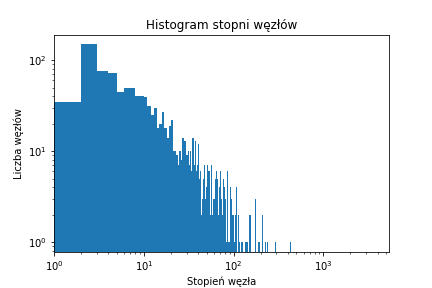 Histogram stopni węzłów
Liczba węzłów
10²
10¹
10⁰
10⁰ 10¹ 10² 10³
Stopień węzła